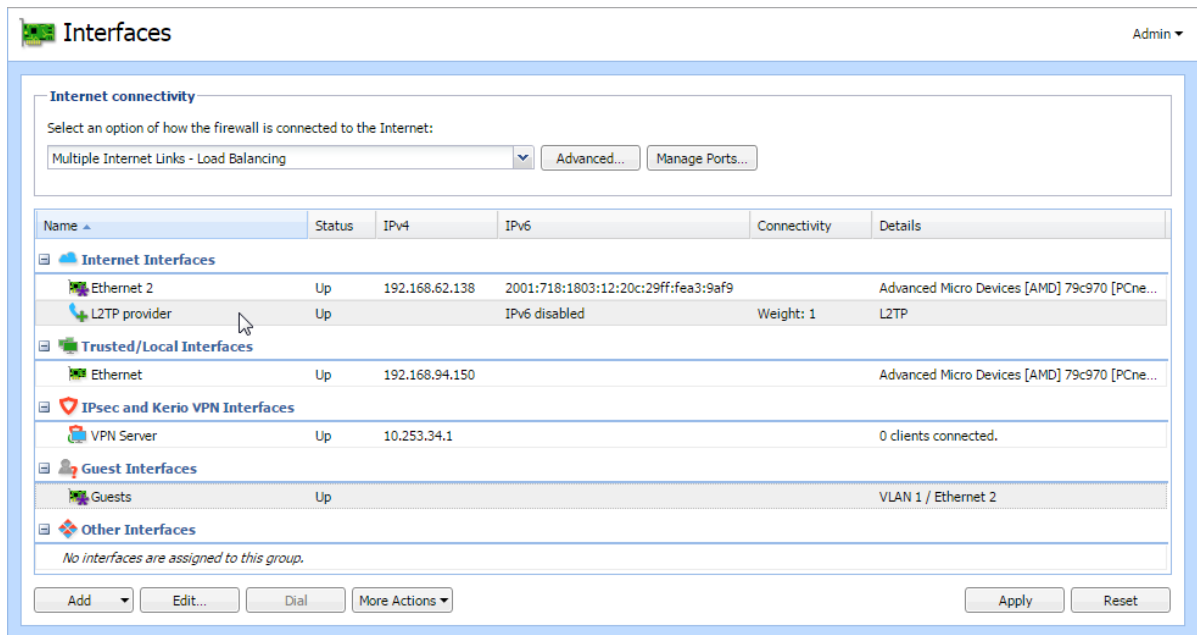 Interfaces
Admin
Internet connectivity
Select an option of how the firewall is connected to the Internet:
Multiple Internet Links - Load Balancing Advanced... Manage Ports...
Name Status IPv4 IPv6 Connectivity Details
Internet Interfaces
Ethernet 2 Up 192.168.62.138 2001:718:1803:12:20c:29ff:fea3:9af9 Advanced Micro Devices [AMD] 79c970 [PCne...
L2TP provider Up IPv6 disabled Weight: 1 L2TP
Trusted/Local Interfaces
Ethernet Up 192.168.94.150 Advanced Micro Devices [AMD] 79c970 [PCne...
IPsec and Kerio VPN Interfaces
VPN Server Up 10.253.34.1 0 clients connected.
Guest Interfaces
Guests Up VLAN 1 / Ethernet 2
Other Interfaces
No interfaces are assigned to this group.
Add Edit... Dial More Actions Apply Reset